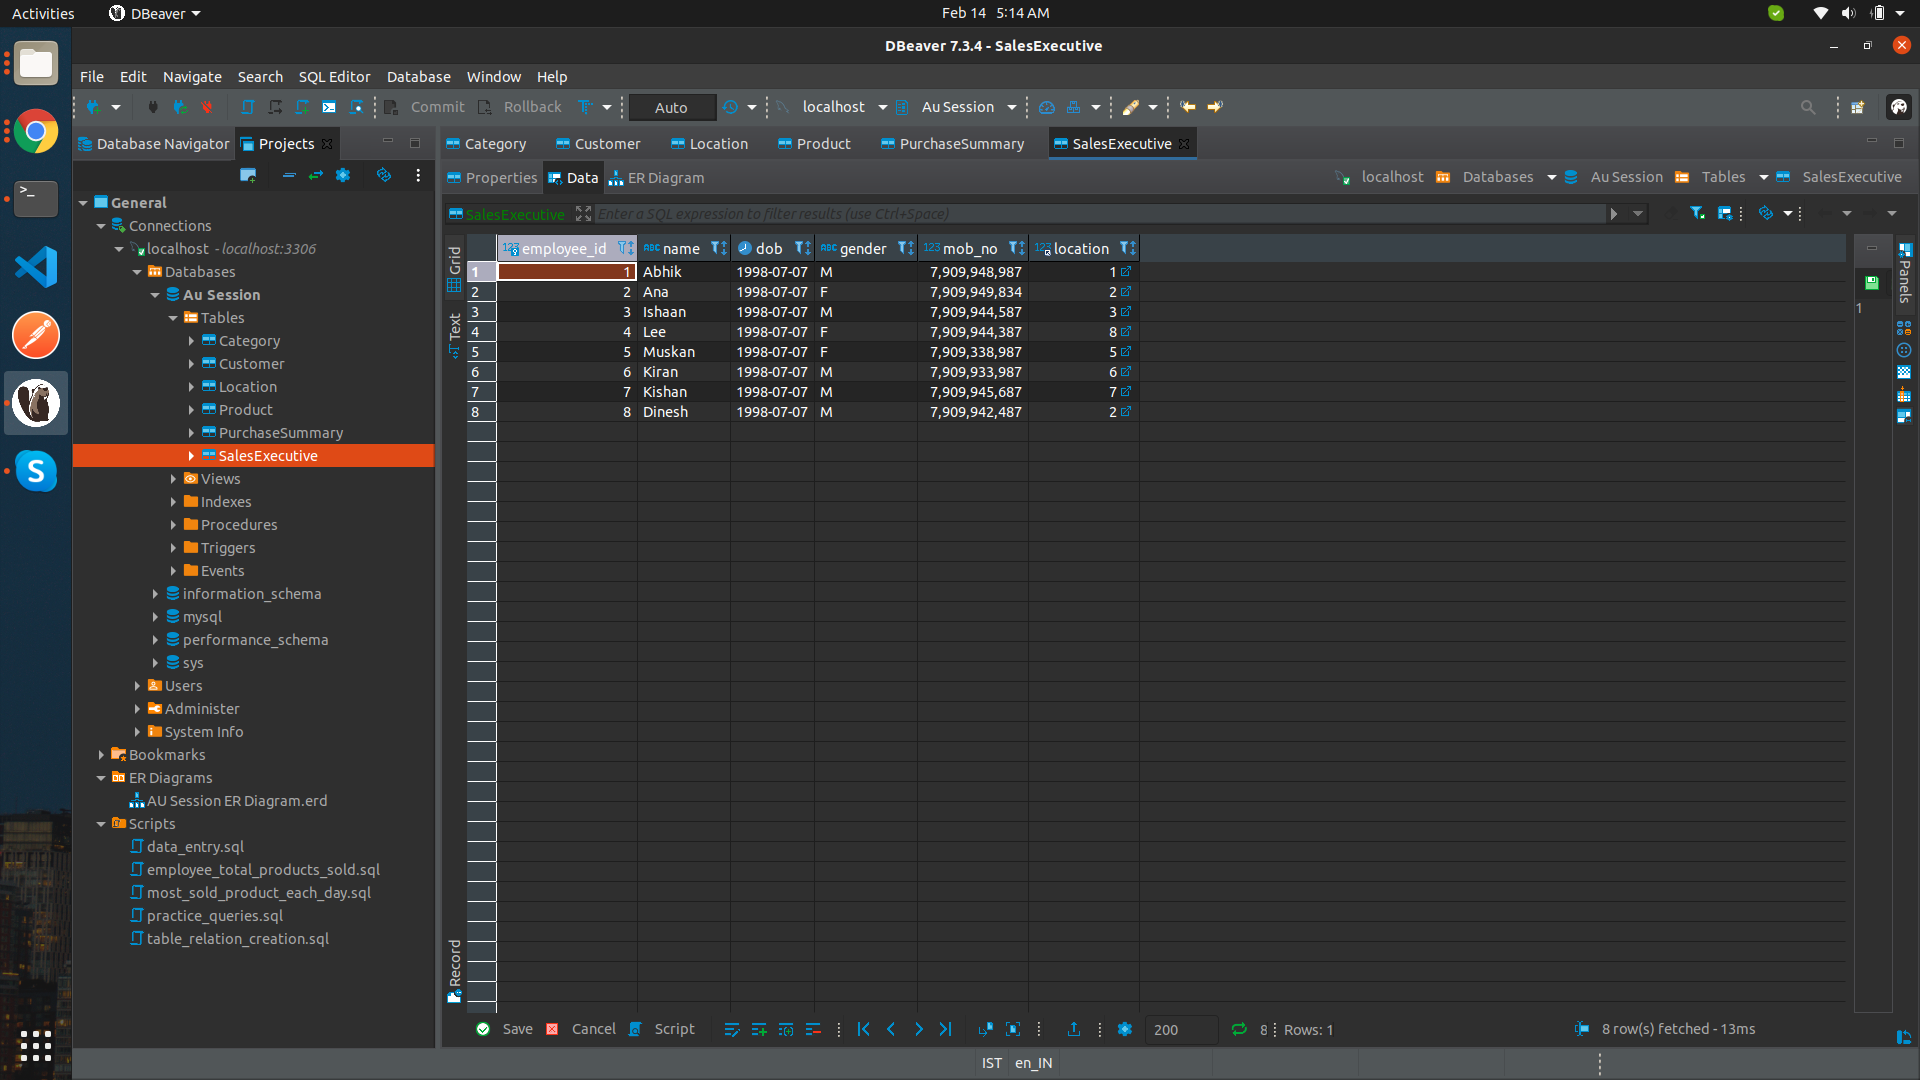 Activities DBeaver Feb 14 5:14 AM
DBeaver 7.3.4 - SalesExecutive
File Edit Navigate Search SQL Editor Database Window Help
Commit Rollback Auto localhost Au Session
Database Navigator Projects
Category Customer Location Product PurchaseSummary SalesExecutive
Properties Data ER Diagram localhost Databases Au Session Tables SalesExecutive
SalesExecutive Enter a SQL expression to filter results (use Ctrl+Space)
General
Connections
localhost - localhost:3306
Databases
Au Session
Tables
Category
Customer
Location
Product
PurchaseSummary
SalesExecutive
Views
Indexes
Procedures
Triggers
Events
information_schema
mysql
performance_schema
sys
Users
Administer
System Info
Bookmarks
ER Diagrams
AU Session ER Diagram.erd
Scripts
data_entry.sql
employee_total_products_sold.sql
most_sold_product_each_day.sql
practice_queries.sql
table_relation_creation.sql
Grid
Text
Record
123 employee_id ABC name dob ABC gender 123 mob_no 123 location
1 1 Abhik 1998-07-07 M 7,909,948,987 1
2 2 Ana 1998-07-07 F 7,909,949,834 2
3 3 Ishaan 1998-07-07 M 7,909,944,587 3
4 4 Lee 1998-07-07 F 7,909,944,387 8
5 5 Muskan 1998-07-07 F 7,909,338,987 5
6 6 Kiran 1998-07-07 M 7,909,933,987 6
7 7 Kishan 1998-07-07 M 7,909,945,687 7
8 8 Dinesh 1998-07-07 M 7,909,942,487 2
1
Panels
Save Cancel Script 200 8 Rows: 1 8 row(s) fetched - 13ms
IST en_IN